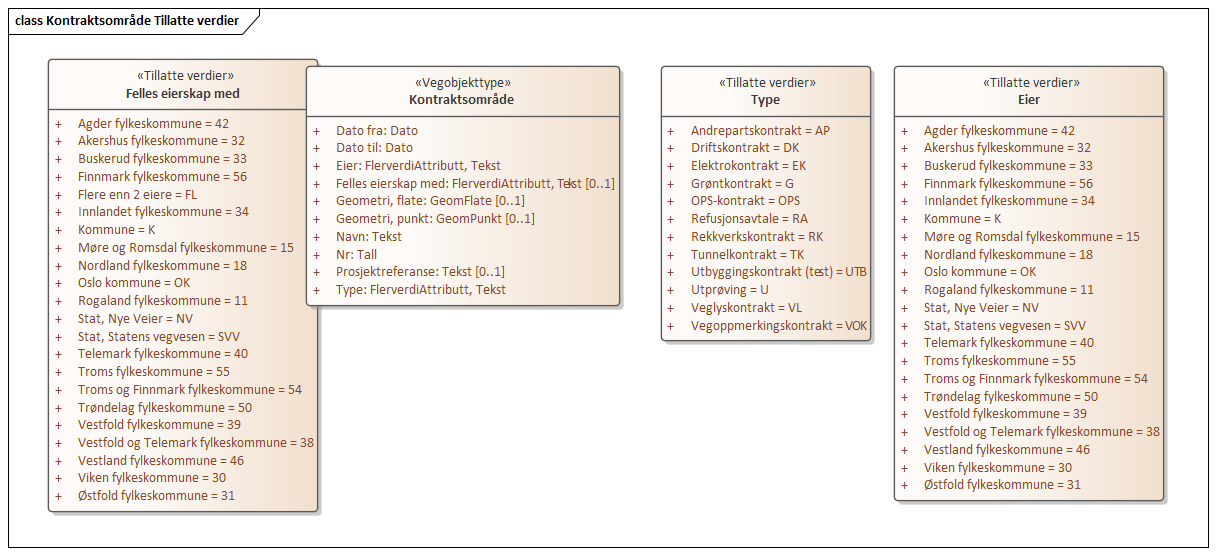 class Kontraktsområde Tillatte verdier
«Tillatte verdier»
Felles eierskap med
+ Agder fylkeskommune = 42
+ Akershus fylkeskommune = 32
+ Buskerud fylkeskommune = 33
+ Finnmark fylkeskommune = 56
+ Flere enn 2 eiere = FL
+ Innlandet fylkeskommune = 34
+ Kommune = K
+ Møre og Romsdal fylkeskommune = 15
+ Nordland fylkeskommune = 18
+ Oslo kommune = OK
+ Rogaland fylkeskommune = 11
+ Stat, Nye Veier = NV
+ Stat, Statens vegvesen = SVV
+ Telemark fylkeskommune = 40
+ Troms fylkeskommune = 55
+ Troms og Finnmark fylkeskommune = 54
+ Trøndelag fylkeskommune = 50
+ Vestfold fylkeskommune = 39
+ Vestfold og Telemark fylkeskommune = 38
+ Vestland fylkeskommune = 46
+ Viken fylkeskommune = 30
+ Østfold fylkeskommune = 31
«Vegobjekttype»
Kontraktsområde
+ Dato fra: Dato
+ Dato til: Dato
+ Eier: FlerverdiAttributt, Tekst
+ Felles eierskap med: FlerverdiAttributt, Tekst [0..1]
+ Geometri, flate: GeomFlate [0..1]
+ Geometri, punkt: GeomPunkt [0..1]
+ Navn: Tekst
+ Nr: Tall
+ Prosjektreferanse: Tekst [0..1]
+ Type: FlerverdiAttributt, Tekst
«Tillatte verdier»
Type
+ Andrepartskontrakt = AP
+ Driftskontrakt = DK
+ Elektrokontrakt = EK
+ Grøntkontrakt = G
+ OPS-kontrakt = OPS
+ Refusjonsavtale = RA
+ Rekkverkskontrakt = RK
+ Tunnelkontrakt = TK
+ Utbyggingskontrakt (test) = UTB
+ Utprøving = U
+ Veglyskontrakt = VL
+ Vegoppmerkingskontrakt = VOK
«Tillatte verdier»
Eier
+ Agder fylkeskommune = 42
+ Akershus fylkeskommune = 32
+ Buskerud fylkeskommune = 33
+ Finnmark fylkeskommune = 56
+ Innlandet fylkeskommune = 34
+ Kommune = K
+ Møre og Romsdal fylkeskommune = 15
+ Nordland fylkeskommune = 18
+ Oslo kommune = OK
+ Rogaland fylkeskommune = 11
+ Stat, Nye Veier = NV
+ Stat, Statens vegvesen = SVV
+ Telemark fylkeskommune = 40
+ Troms fylkeskommune = 55
+ Troms og Finnmark fylkeskommune = 54
+ Trøndelag fylkeskommune = 50
+ Vestfold fylkeskommune = 39
+ Vestfold og Telemark fylkeskommune = 38
+ Vestland fylkeskommune = 46
+ Viken fylkeskommune = 30
+ Østfold fylkeskommune = 31